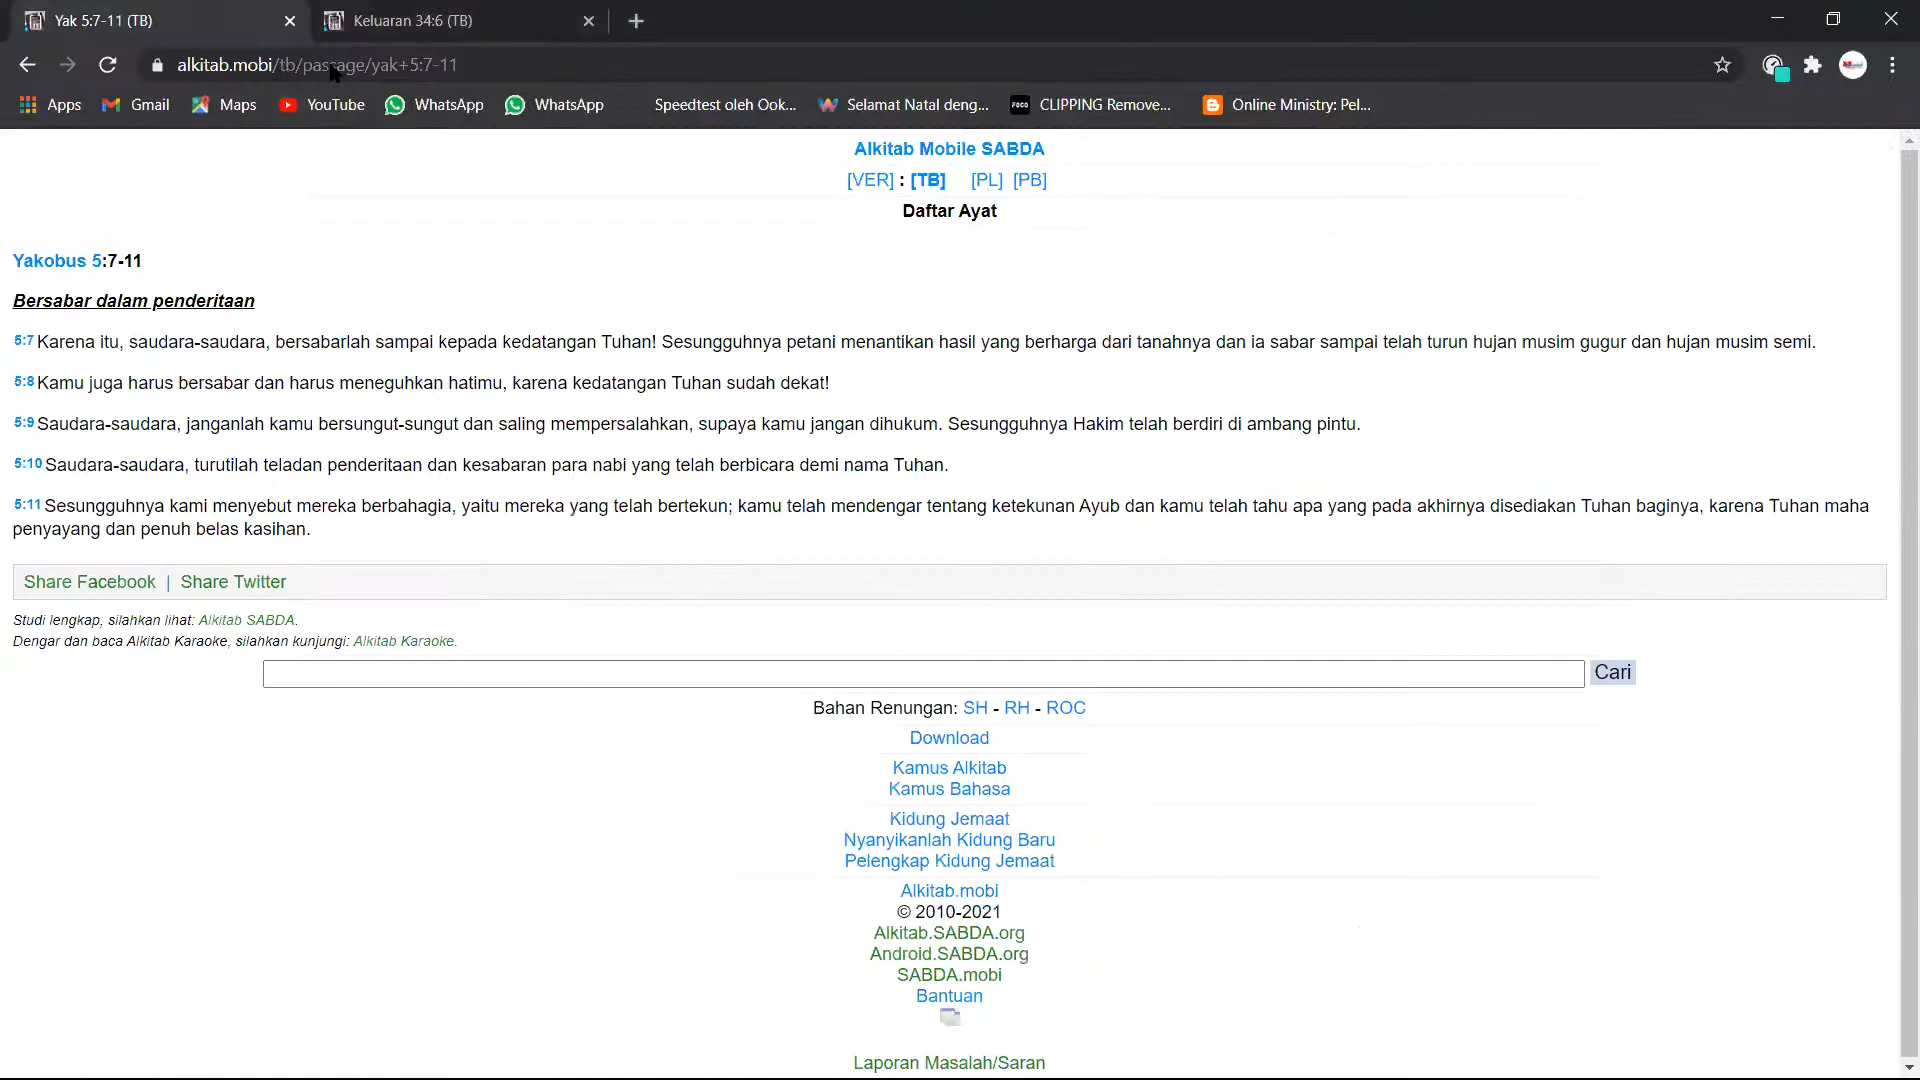 Yak 5:7-11 (TB)
Keluaran 34:6 (TB)
alkitab.mobi/tb/passage/yak+5:7-11
Apps Gmail Maps YouTube WhatsApp WhatsApp Speedtest oleh Ook... Selamat Natal deng... CLIPPING Remove... Online Ministry: Pel...
Alkitab Mobile SABDA
[VER] : [TB] [PL] [PB]
Daftar Ayat
Yakobus 5:7-11
Bersabar dalam penderitaan
5:7 Karena itu, saudara-saudara, bersabarlah sampai kepada kedatangan Tuhan! Sesungguhnya petani menantikan hasil yang berharga dari tanahnya dan ia sabar sampai telah turun hujan musim gugur dan hujan musim semi.
5:8 Kamu juga harus bersabar dan harus meneguhkan hatimu, karena kedatangan Tuhan sudah dekat!
5:9 Saudara-saudara, janganlah kamu bersungut-sungut dan saling mempersalahkan, supaya kamu jangan dihukum. Sesungguhnya Hakim telah berdiri di ambang pintu.
5:10 Saudara-saudara, turutilah teladan penderitaan dan kesabaran para nabi yang telah berbicara demi nama Tuhan.
5:11 Sesungguhnya kami menyebut mereka berbahagia, yaitu mereka yang telah bertekun; kamu telah mendengar tentang ketekunan Ayub dan kamu telah tahu apa yang pada akhirnya disediakan Tuhan baginya, karena Tuhan maha
penyayang dan penuh belas kasihan.
Share Facebook | Share Twitter
Studi lengkap, silahkan lihat: Alkitab SABDA.
Dengar dan baca Alkitab Karaoke, silahkan kunjungi: Alkitab Karaoke.
Cari
Bahan Renungan: SH - RH - ROC
Download
Kamus Alkitab
Kamus Bahasa
Kidung Jemaat
Nyanyikanlah Kidung Baru
Pelengkap Kidung Jemaat
Alkitab.mobi
© 2010-2021
Alkitab.SABDA.org
Android.SABDA.org
SABDA.mobi
Bantuan
Laporan Masalah/Saran